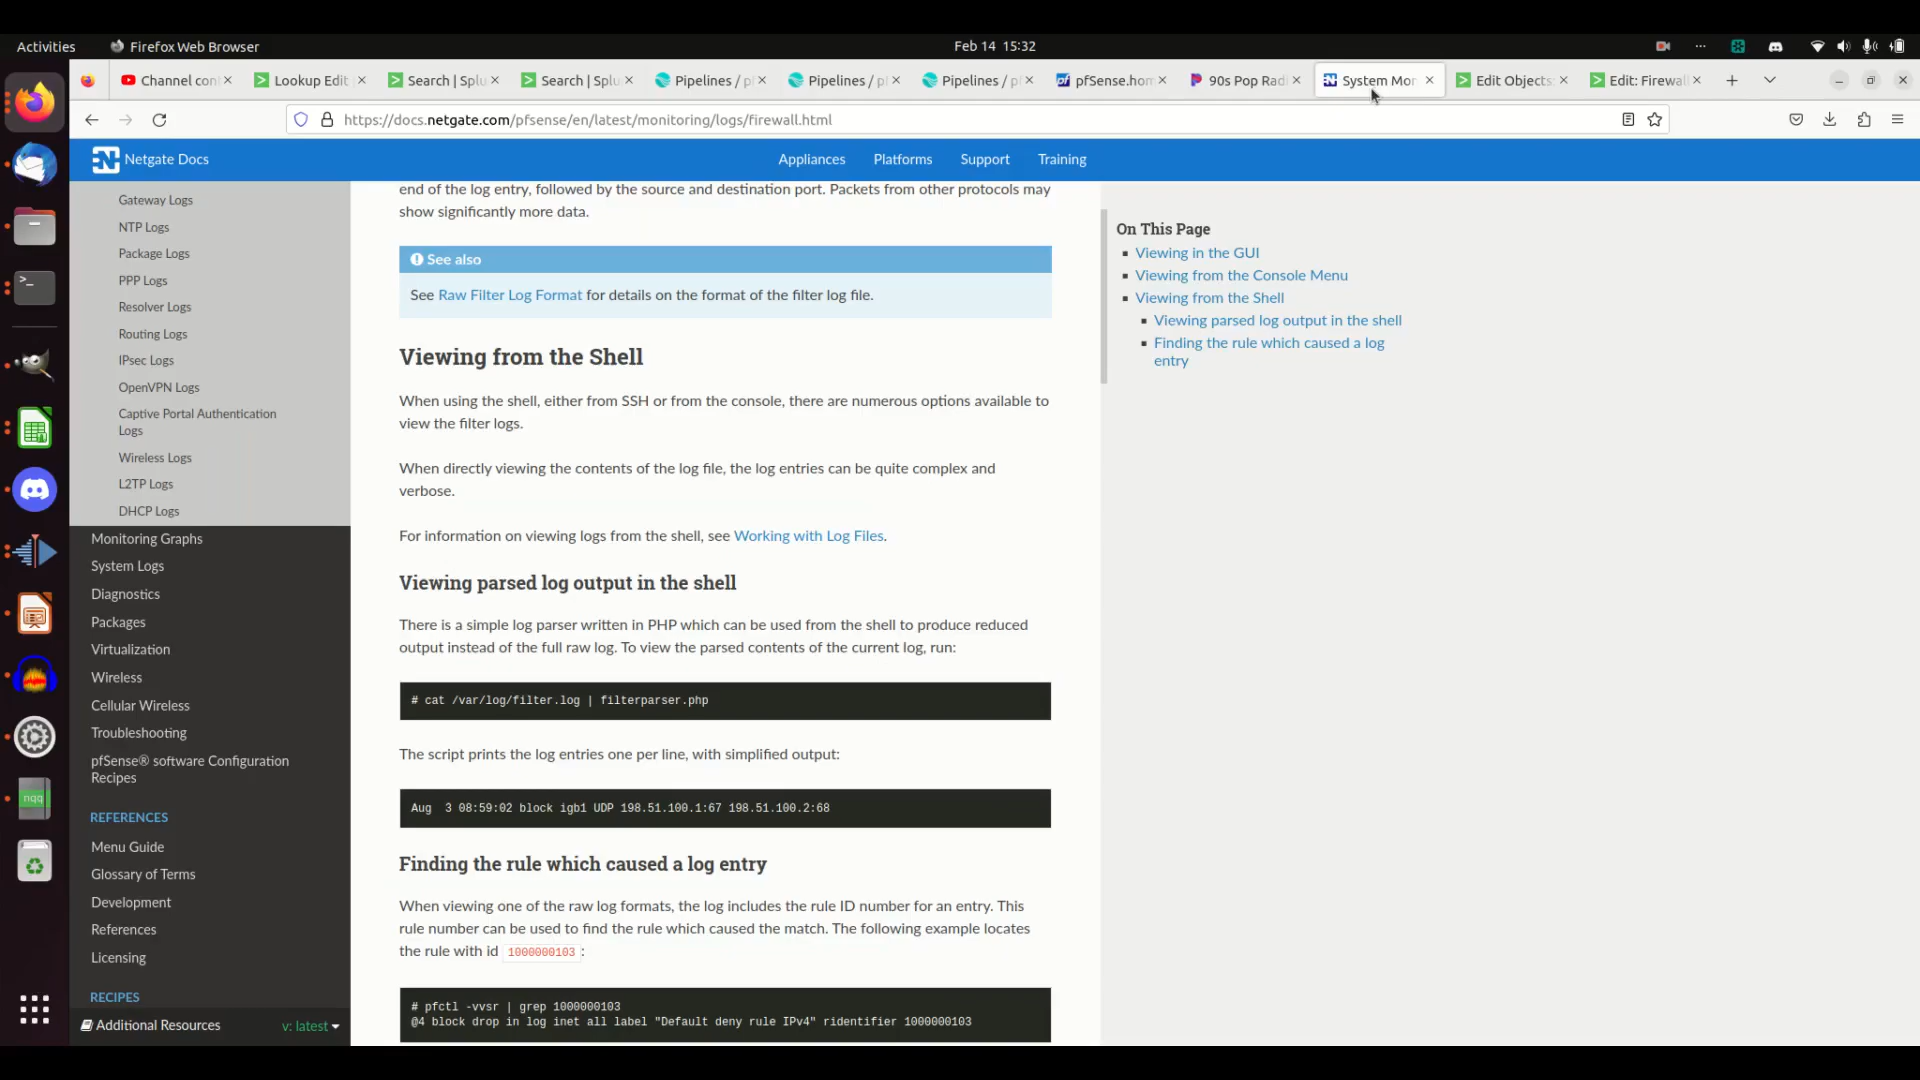 Activities
Firefox Web Browser
Feb 14 15:32
Channel con
Lookup Edit
Search | Splu
Search | Splu
Pipelines / p
Pipelines / p
Pipelines / p
pfSense.hom
90s Pop Rad
System Mor
Edit Objects
Edit: Firewal
https://docs.netgate.com/pfsense/en/latest/monitoring/logs/firewall.html
Netgate Docs
Appliances
Platforms
Support
Training
Gateway Logs
NTP Logs
Package Logs
PPP Logs
Resolver Logs
Routing Logs
IPsec Logs
OpenVPN Logs
Captive Portal Authentication
Logs
Wireless Logs
L2TP Logs
DHCP Logs
Monitoring Graphs
System Logs
Diagnostics
Packages
Virtualization
Wireless
Cellular Wireless
Troubleshooting
pfSense® software Configuration
Recipes
REFERENCES
Menu Guide
Glossary of Terms
Development
References
Licensing
RECIPES
Additional Resources
v: latest
end of the log entry, followed by the source and destination port. Packets from other protocols may
show significantly more data.
See also
See Raw Filter Log Format for details on the format of the filter log file.
Viewing from the Shell
When using the shell, either from SSH or from the console, there are numerous options available to
view the filter logs.
When directly viewing the contents of the log file, the log entries can be quite complex and
verbose.
For information on viewing logs from the shell, see Working with Log Files.
Viewing parsed log output in the shell
There is a simple log parser written in PHP which can be used from the shell to produce reduced
output instead of the full raw log. To view the parsed contents of the current log, run:
# cat /var/log/filter.log | filterparser.php
The script prints the log entries one per line, with simplified output:
Aug  3 08:59:02 block igb1 UDP 198.51.100.1:67 198.51.100.2:68
Finding the rule which caused a log entry
When viewing one of the raw log formats, the log includes the rule ID number for an entry. This
rule number can be used to find the rule which caused the match. The following example locates
the rule with id 1000000103 :
# pfctl -vvsr | grep 1000000103
@4 block drop in log inet all label "Default deny rule IPv4" ridentifier 1000000103
On This Page
Viewing in the GUI
Viewing from the Console Menu
Viewing from the Shell
Viewing parsed log output in the shell
Finding the rule which caused a log
entry
nqq